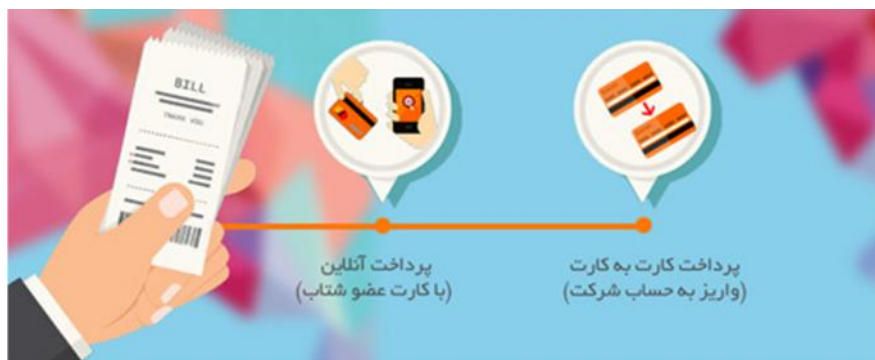 BILL
THANK YOU
پرداخت کارت به کارت
(واریز به حساب شرکت)
پرداخت آنلاین
(با کارت عضو شتاب)